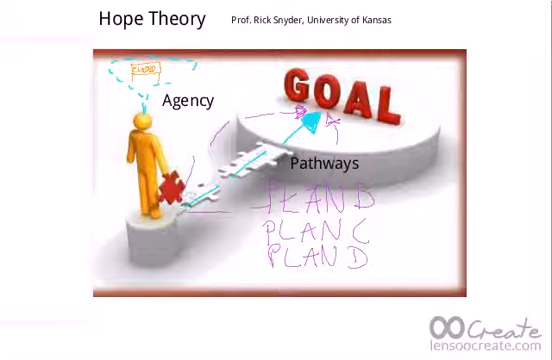 Hope Theory
Prof. Rick Snyder, University of Kansas
GOAL
Agency
Pathways
PLAN
PLAN C
PLAN D
Create
lensoocreate.com